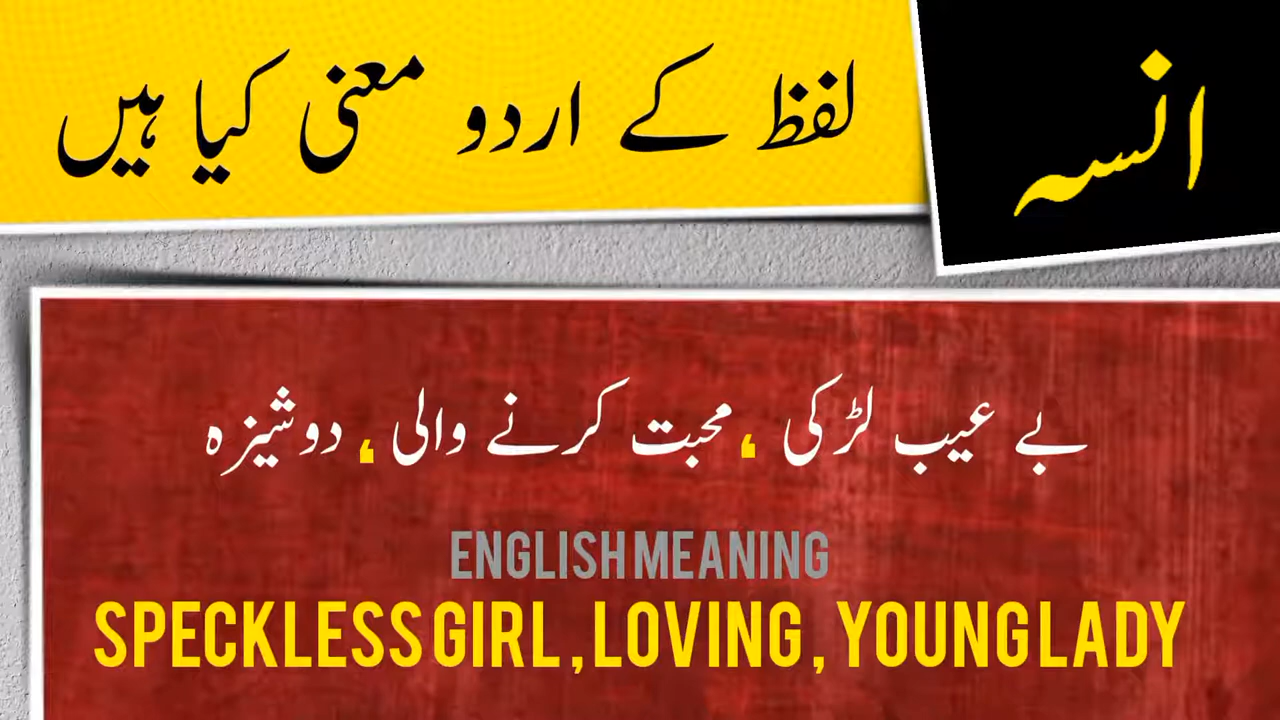 انسہ
لفظ کے اردو معنی کیا ہیں
بے عیب لڑکی ، محبت کرنے والی ، دوشیزہ
ENGLISH MEANING
SPECKLESS GIRL , LOVING , YOUNG LADY